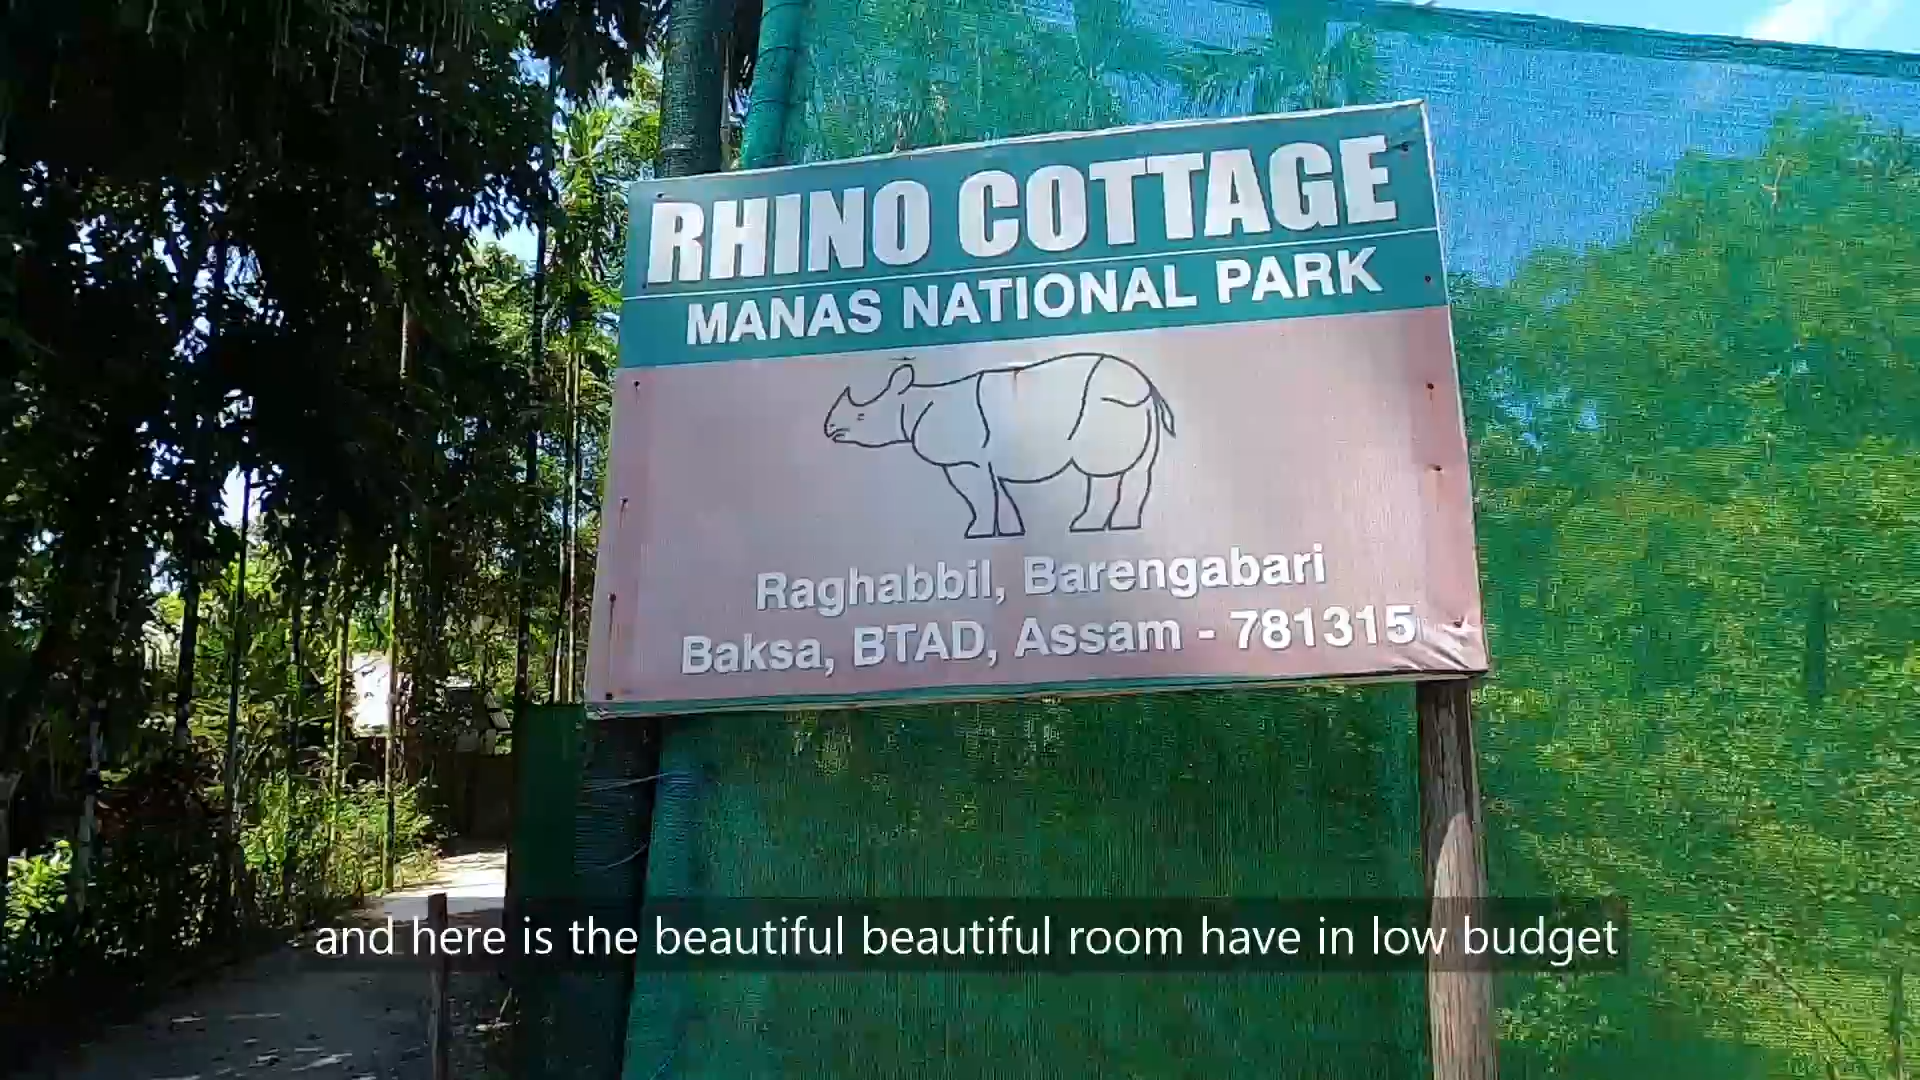 RHINO COTTAGE
MANAS NATIONAL PARK
Raghabbil, Barengabari
Baksa, BTAD, Assam - 781315
and here is the beautiful beautiful room have in low budget